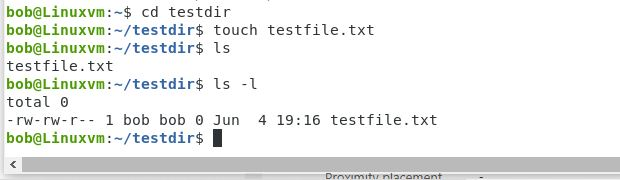 bob@Linuxvm:~$ cd testdir
bob@Linuxvm:~/testdir$ touch testfile.txt
bob@Linuxvm:~/testdir$ ls
testfile.txt
bob@Linuxvm:~/testdir$ ls -l
total 0
-rw-rw-r-- 1 bob bob 0 Jun  4 19:16 testfile.txt
bob@Linuxvm:~/testdir$
Proximity placement -